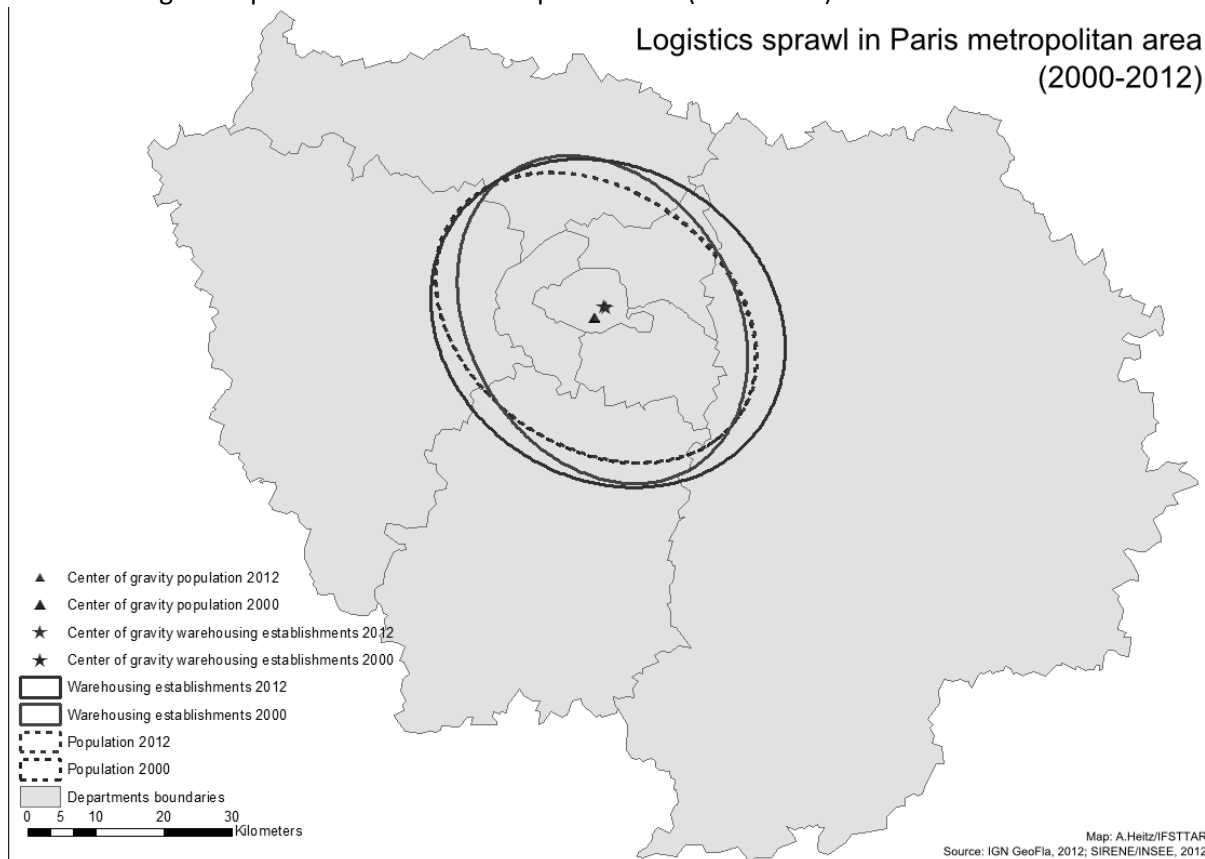 Logistics sprawl in Paris metropolitan area
(2000-2012)
Center of gravity population 2012
Center of gravity population 2000
Center of gravity warehousing establishments 2012
Center of gravity warehousing establishments 2000
Warehousing establishments 2012
Warehousing establishments 2000
Population 2012
Population 2000
Departments boundaries
0 5 10 20 30
Kilometers
Map: A.Heitz/IFSTTAR
Source: IGN GeoFla, 2012; SIRENE/INSEE, 2012